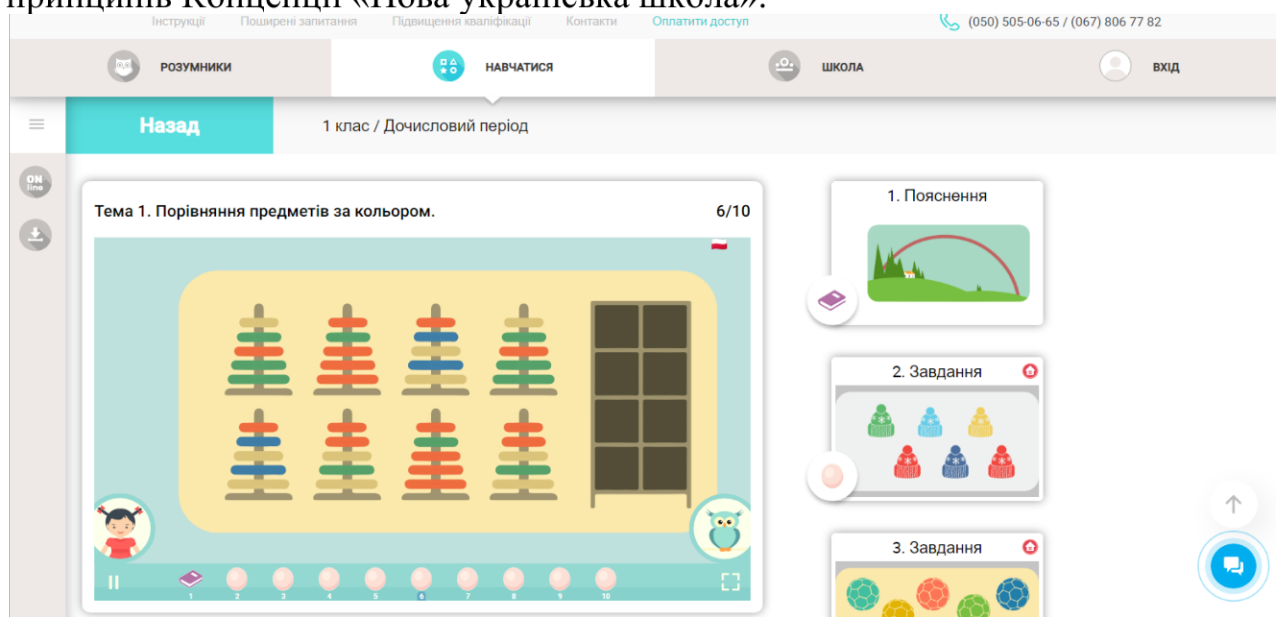 принципів Концепції «Нова українська школа».
Інструкції Поширені запитання Підвищення кваліфікації Контакти Оплатити доступ (050) 505-06-65 / (067) 806 77 82
РОЗУМНИКИ НАВЧАТИСЯ ШКОЛА ВХІД
Назад 1 клас / Дочисловий період
ON
line
Тема 1. Порівняння предметів за кольором. 6/10
1. Пояснення
2. Завдання
3. Завдання
1 2 3 4 5 6 7 8 9 10